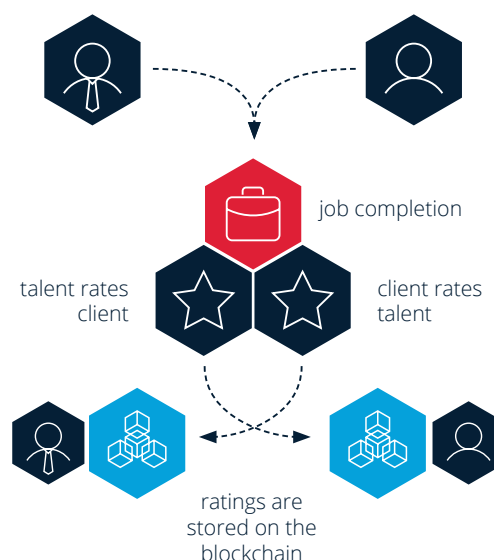 job completion
talent rates
client
client rates
talent
ratings are
stored on the
blockchain